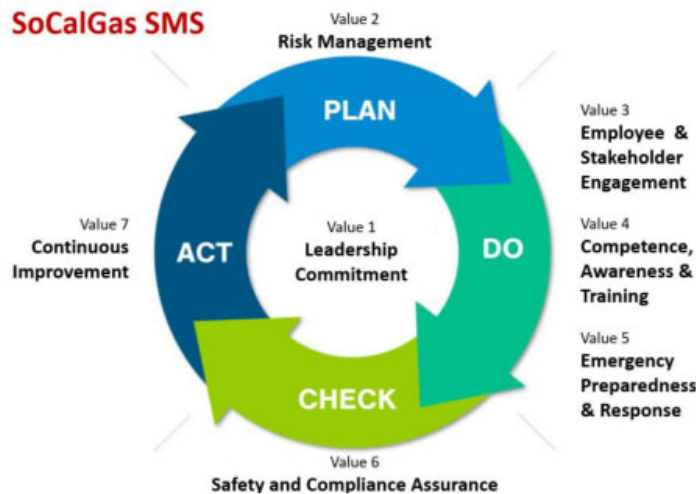 SoCalGas SMS
Value 2
Risk Management
PLAN
Value 3
Employee &
Stakeholder
Engagement
Value 7
Continuous
Improvement
ACT
Value 1
Leadership
Commitment
DO
Value 4
Competence,
Awareness &
Training
Value 5
Emergency
Preparedness
& Response
CHECK
Value 6
Safety and Compliance Assurance